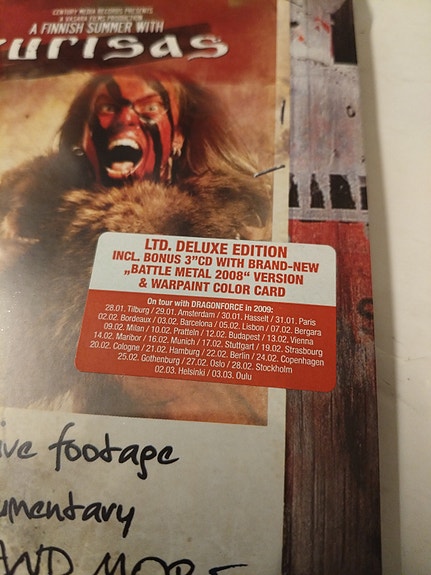 CENTURY MEDIA RECORDS PRESENTS
A VASARA FILMS PRODUCTION
A FINNISH SUMMER WITH
urisas
LTD. DELUXE EDITION
INCL. BONUS 3"CD WITH BRAND-NEW
„BATTLE METAL 2008“ VERSION
& WARPAINT COLOR CARD
On tour with DRAGONFORCE in 2009:
28.01. Tilburg / 29.01. Amsterdam / 30.01. Hasselt / 31.01. Paris
02.02. Bordeaux / 03.02. Barcelona / 05.02. Lisbon / 07.02. Bergara
09.02. Milan / 10.02. Pratteln / 12.02. Budapest / 13.02. Vienna
14.02. Maribor / 16.02. Munich / 17.02. Stuttgart / 19.02. Strasbourg
20.02. Cologne / 21.02. Hamburg / 22.02. Berlin / 24.02. Copenhagen
25.02. Gothenburg / 27.02. Oslo / 28.02. Stockholm
02.03. Helsinki / 03.03. Oulu
ive footage
umentary
AND MORE